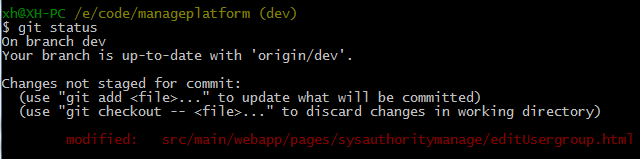 xh@XH-PC /e/code/manageplatform (dev)
$ git status
On branch dev
Your branch is up-to-date with 'origin/dev'.
Changes not staged for commit:
(use "git add <file>..." to update what will be committed)
(use "git checkout -- <file>..." to discard changes in working directory)
modified: src/main/webapp/pages/sysauthoritymanage/editUsergroup.html